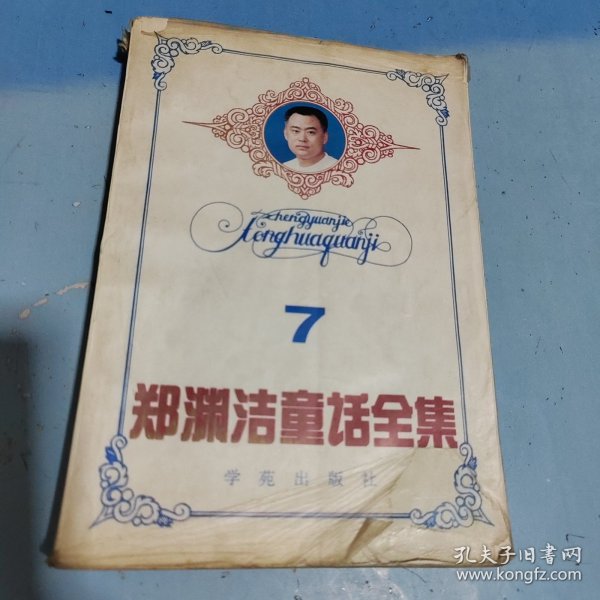 zhengyuanjie
tonghuaquanji
7
郑渊洁童话全集
学苑出版社
孔夫子旧书网
www.kongfz.com